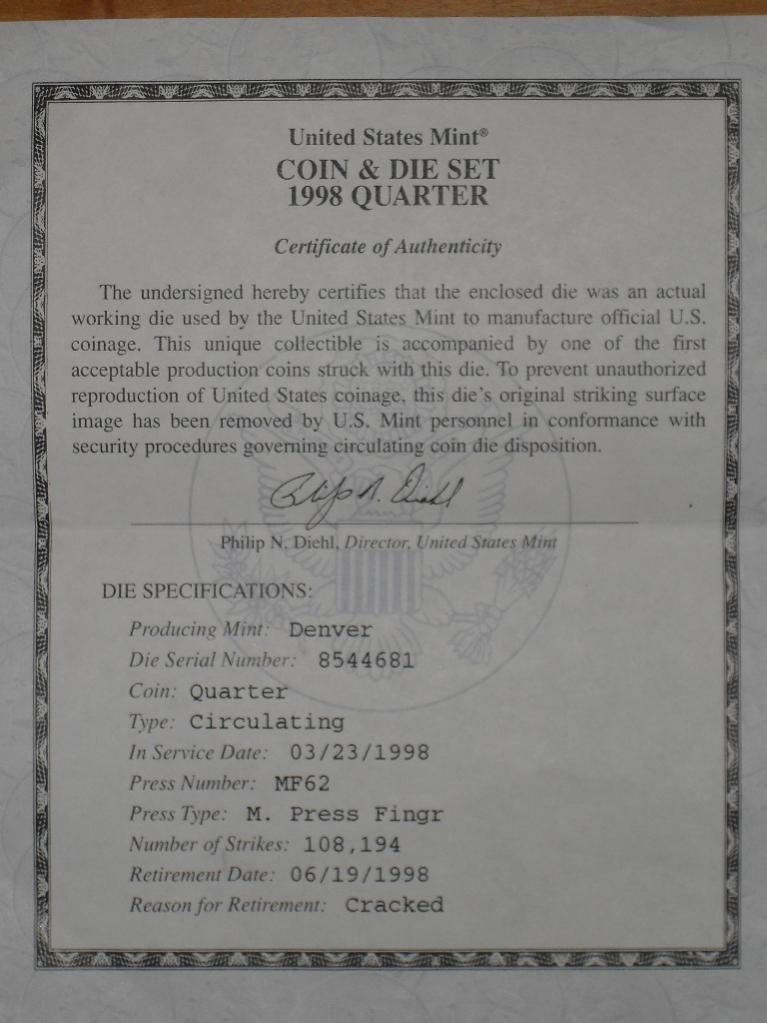 United States Mint®
COIN & DIE SET
1998 QUARTER
Certificate of Authenticity
The undersigned hereby certifies that the enclosed die was an actual
working die used by the United States Mint to manufacture official U.S.
coinage. This unique collectible is accompanied by one of the first
acceptable production coins struck with this die. To prevent unauthorized
reproduction of United States coinage, this die's original striking surface
image has been removed by U.S. Mint personnel in conformance with
security procedures governing circulating coin die disposition.
Philip N. Diehl
Philip N. Diehl, Director, United States Mint
DIE SPECIFICATIONS:
Producing Mint: Denver
Die Serial Number: 8544681
Coin: Quarter
Type: Circulating
In Service Date: 03/23/1998
Press Number: MF62
Press Type: M. Press Fingr
Number of Strikes: 108,194
Retirement Date: 06/19/1998
Reason for Retirement: Cracked